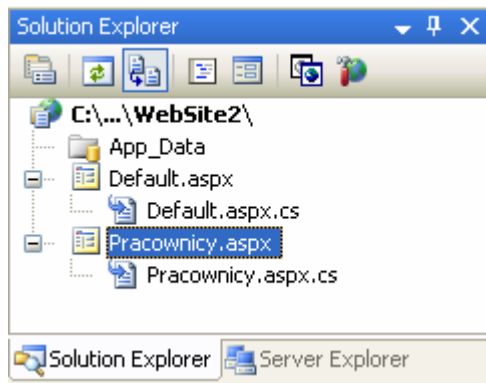 Solution Explorer
C:\...\WebSite2\
App_Data
Default.aspx
Default.aspx.cs
Pracownicy.aspx
Pracownicy.aspx.cs
Solution Explorer Server Explorer